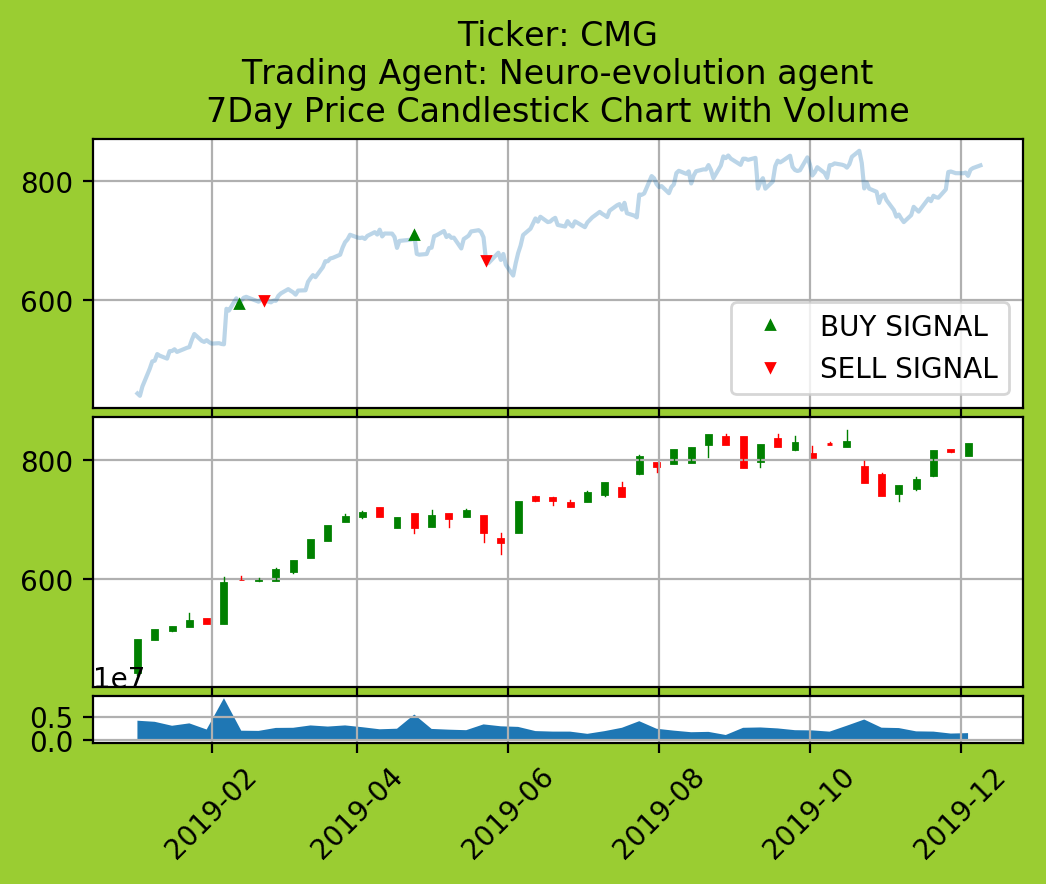 Ticker: CMG
Trading Agent: Neuro-evolution agent
7Day Price Candlestick Chart with Volume
800
600
BUY SIGNAL
SELL SIGNAL
800
600
1e7
0.5
0.0
2019-02
2019-04
2019-06
2019-08
2019-10
2019-12